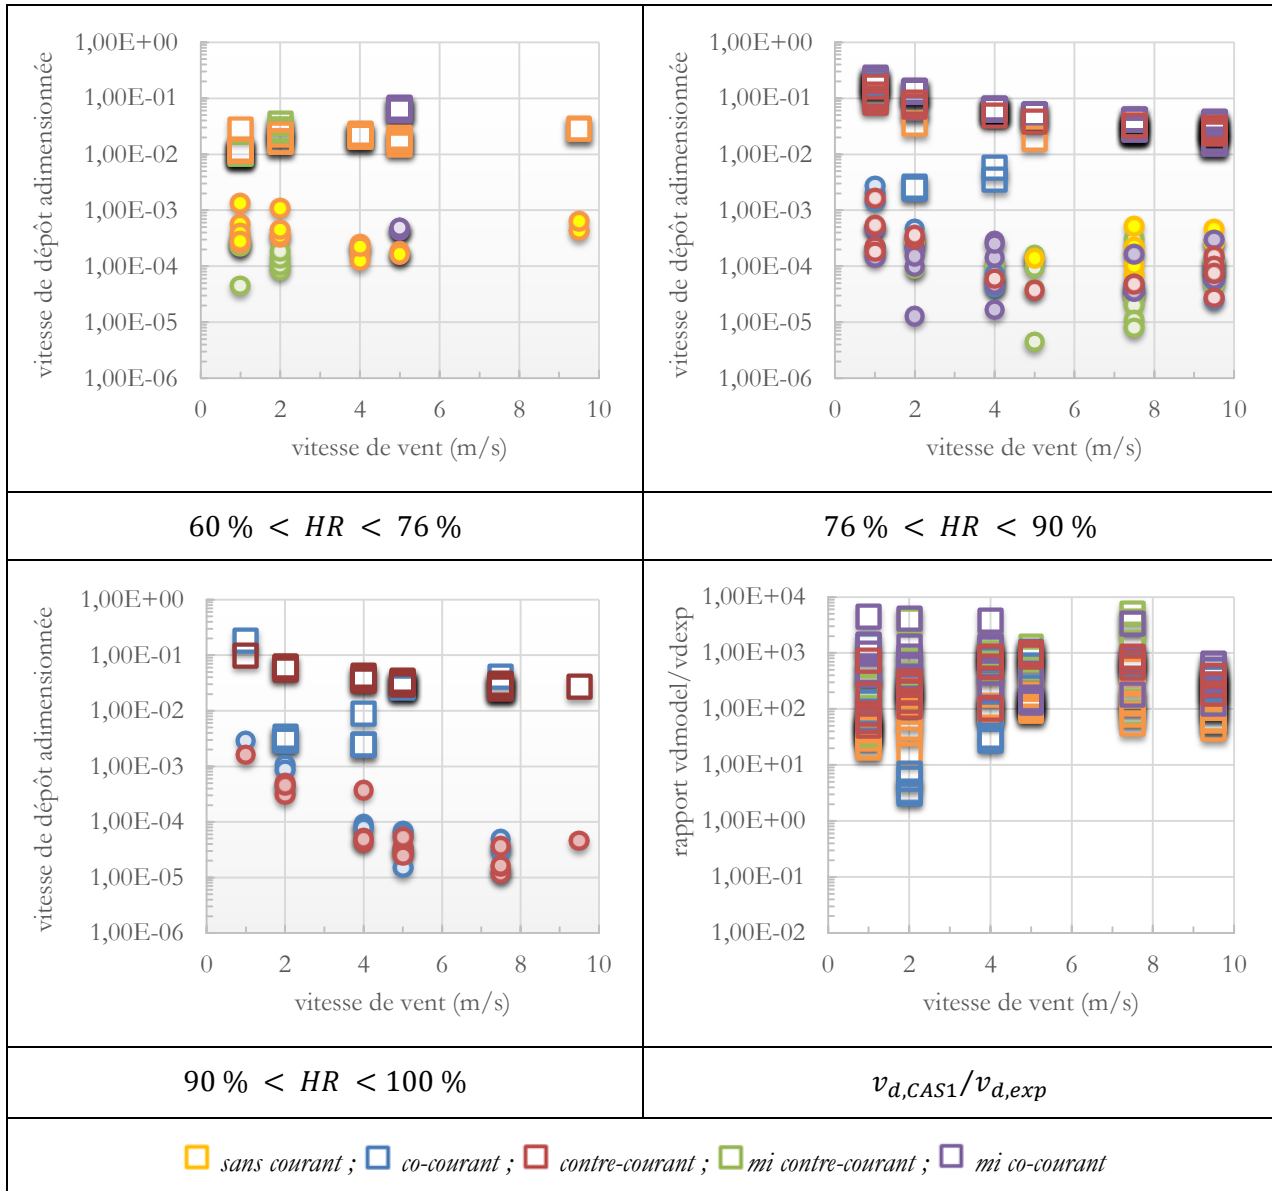 vitesse de dépôt adimensionnée
1,00E+00
1,00E-01
1,00E-02
1,00E-03
1,00E-04
1,00E-05
1,00E-06
0 2 4 6 8 10
vitesse de vent (m/s)
vitesse de dépôt adimensionnée
1,00E+00
1,00E-01
1,00E-02
1,00E-03
1,00E-04
1,00E-05
1,00E-06
0 2 4 6 8 10
vitesse de vent (m/s)
60 % < HR < 76 %
76 % < HR < 90 %
vitesse de dépôt adimensionnée
1,00E+00
1,00E-01
1,00E-02
1,00E-03
1,00E-04
1,00E-05
1,00E-06
0 2 4 6 8 10
vitesse de vent (m/s)
rapport vdmodel/vdexp
1,00E+04
1,00E+03
1,00E+02
1,00E+01
1,00E+00
1,00E-01
1,00E-02
0 2 4 6 8 10
vitesse de vent (m/s)
90 % < HR < 100 %
v_{d,CAS1}/v_{d,exp}
sans courant ; co-courant ; contre-courant ; mi contre-courant ; mi co-courant